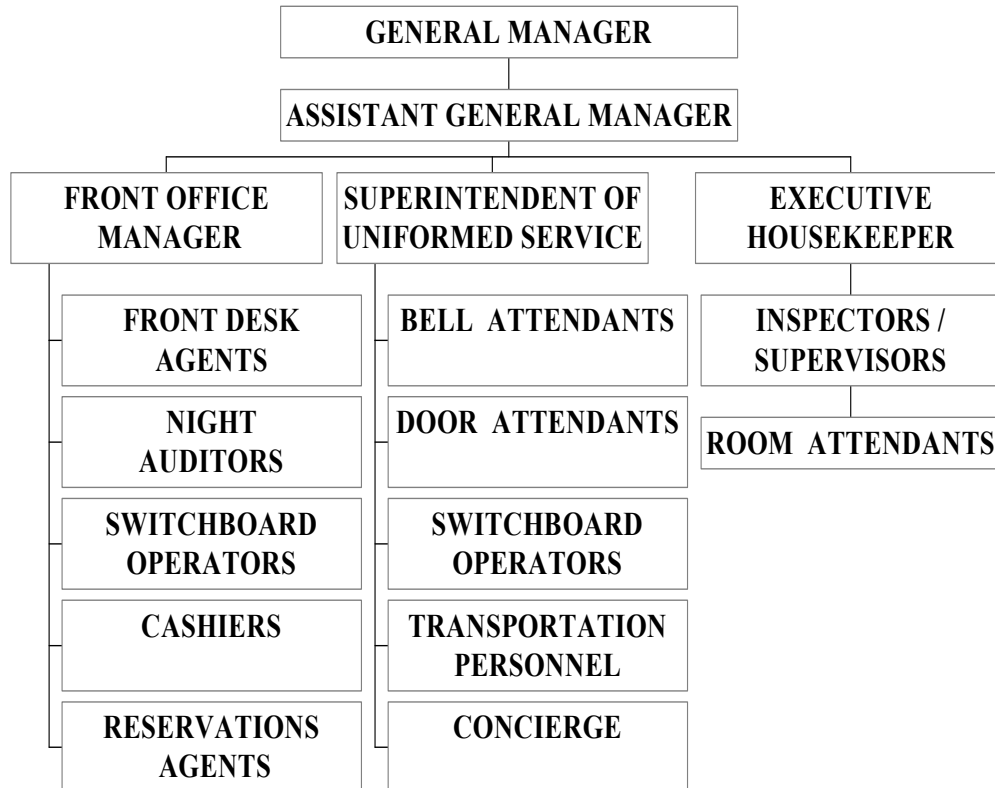 GENERAL MANAGER
ASSISTANT GENERAL MANAGER
FRONT OFFICE
MANAGER
SUPERINTENDENT OF
UNIFORMED SERVICE
EXECUTIVE
HOUSEKEEPER
FRONT DESK
AGENTS
NIGHT
AUDITORS
SWITCHBOARD
OPERATORS
CASHIERS
RESERVATIONS
AGENTS
BELL ATTENDANTS
DOOR ATTENDANTS
SWITCHBOARD
OPERATORS
TRANSPORTATION
PERSONNEL
CONCIERGE
INSPECTORS /
SUPERVISORS
ROOM ATTENDANTS